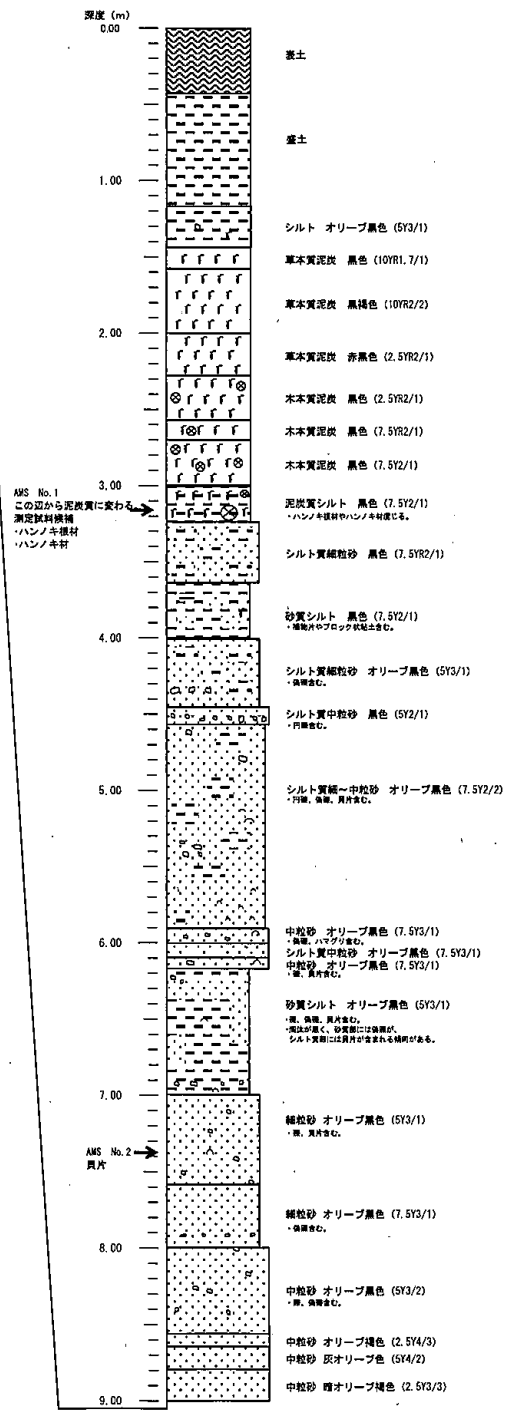 深度 (m)
0.00
表土
盛土
1.00
シルト オリーブ黒色 (5Y3/1)
草本質泥炭 黒色 (10YR1.7/1)
草本質泥炭 黒褐色 (10YR2/2)
2.00
草本質泥炭 赤黒色 (2.5YR2/1)
木本質泥炭 黒色 (2.5YR2/1)
木本質泥炭 黒色 (7.5YR2/1)
木本質泥炭 黒色 (7.5Y2/1)
3.00
AMS No.1
この辺から泥炭質に変わる
測定試料候補
・ハンノキ根材
・ハンノキ材
泥炭質シルト 黒色 (7.5Y2/1)
・ハンノキ根材やハンノキ材混じる。
シルト質細粒砂 黒色 (7.5YR2/1)
砂質シルト 黒色 (7.5Y2/1)
・植物片やブロック状粘土含む。
4.00
シルト質細粒砂 オリーブ黒色 (5Y3/1)
・偽礫含む。
シルト質中粒砂 黒色 (5Y2/1)
・円礫含む。
5.00
シルト質細～中粒砂 オリーブ黒色 (7.5Y2/2)
・円礫、偽礫、貝片含む。
中粒砂 オリーブ黒色 (7.5Y3/1)
・偽礫、ハマグリ含む。
6.00
シルト質中粒砂 オリーブ黒色 (7.5Y3/1)
中粒砂 オリーブ黒色 (7.5Y3/1)
・礫、貝片含む。
砂質シルト オリーブ黒色 (5Y3/1)
・礫、偽礫、貝片含む。
・淘汰が悪く、砂質部には偽礫が、
シルト質部には貝片が含まれる傾向がある。
7.00
細粒砂 オリーブ黒色 (5Y3/1)
・礫、貝片含む。
AMS No.2
貝片
細粒砂 オリーブ黒色 (7.5Y3/1)
・偽礫含む。
8.00
中粒砂 オリーブ黒色 (5Y3/2)
・礫、偽礫含む。
中粒砂 オリーブ褐色 (2.5Y4/3)
中粒砂 灰オリーブ色 (5Y4/2)
中粒砂 暗オリーブ褐色 (2.5Y3/3)
9.00